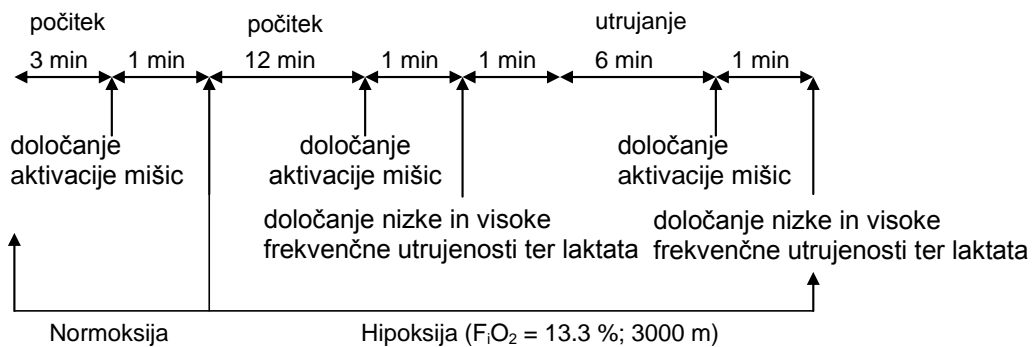 počitek počitek utrujanje
3 min 1 min 12 min 1 min 1 min 6 min 1 min
določanje
aktivacije mišic
določanje
aktivacije mišic
določanje
aktivacije mišic
določanje nizke in visoke
frekvenčne utrujenosti ter laktata
določanje nizke in visoke
frekvenčne utrujenosti ter laktata
Normoksija Hipoksija (FiO2 = 13.3 %; 3000 m)